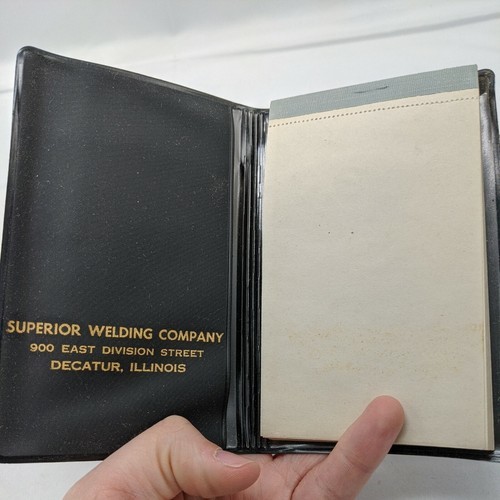 SUPERIOR WELDING COMPANY
900 EAST DIVISION STREET
DECATUR, ILLINOIS